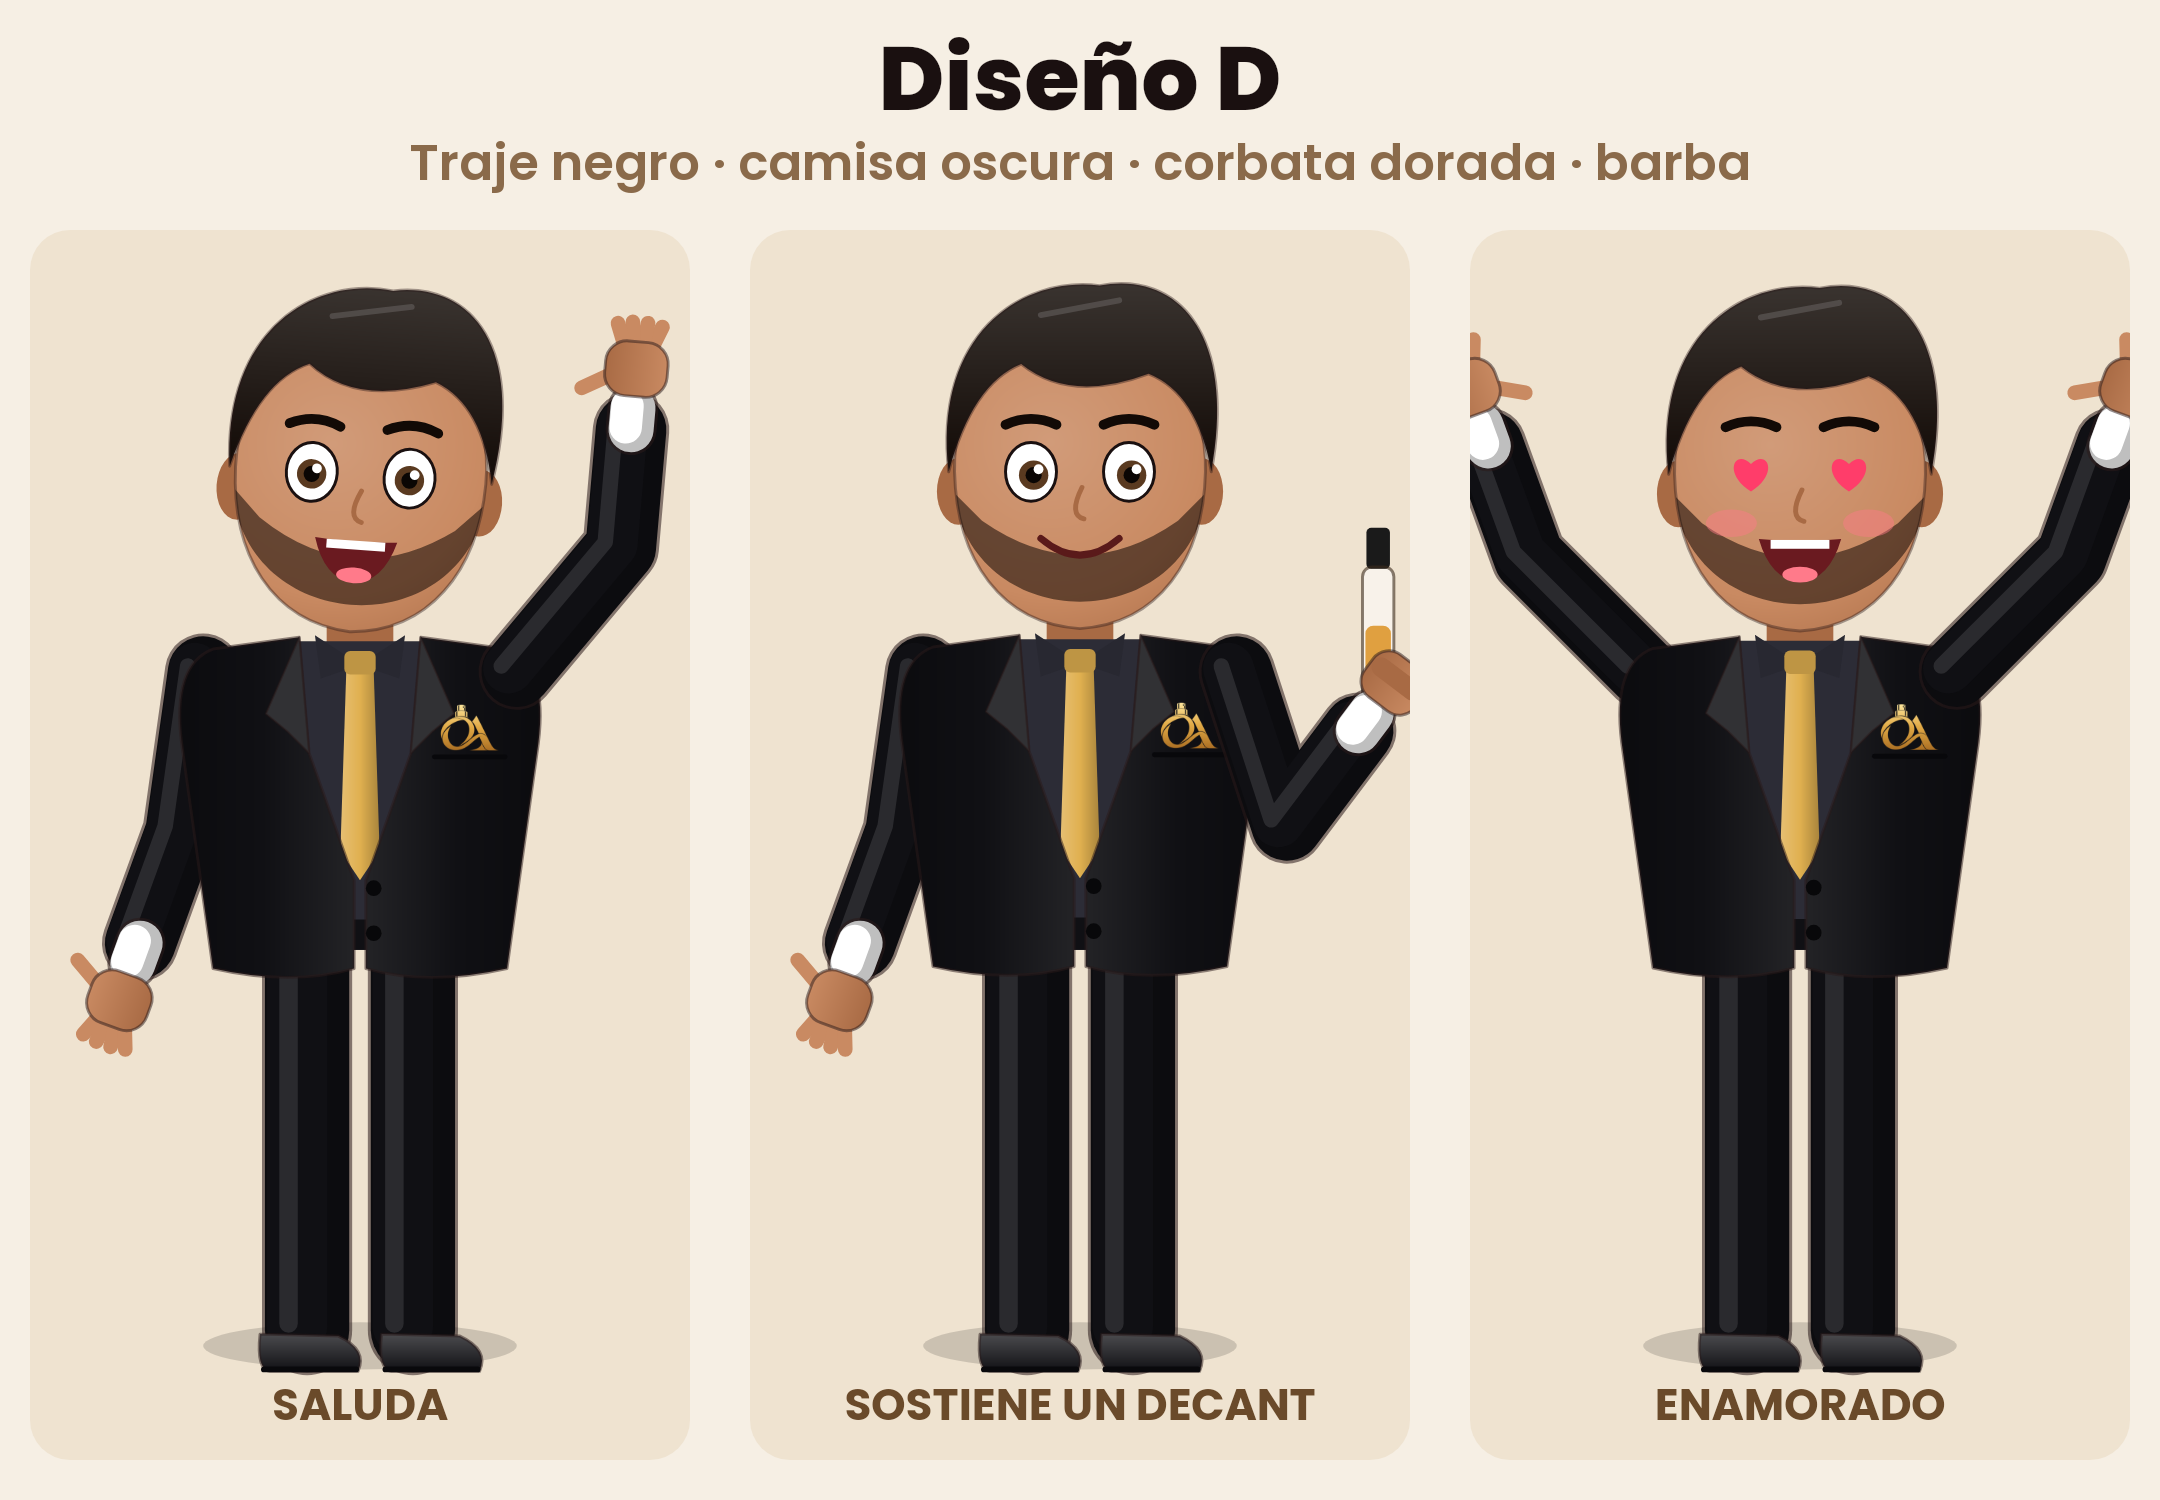 Diseño D
Traje negro · camisa oscura · corbata dorada · barba
SALUDA
SOSTIENE UN DECANT
ENAMORADO